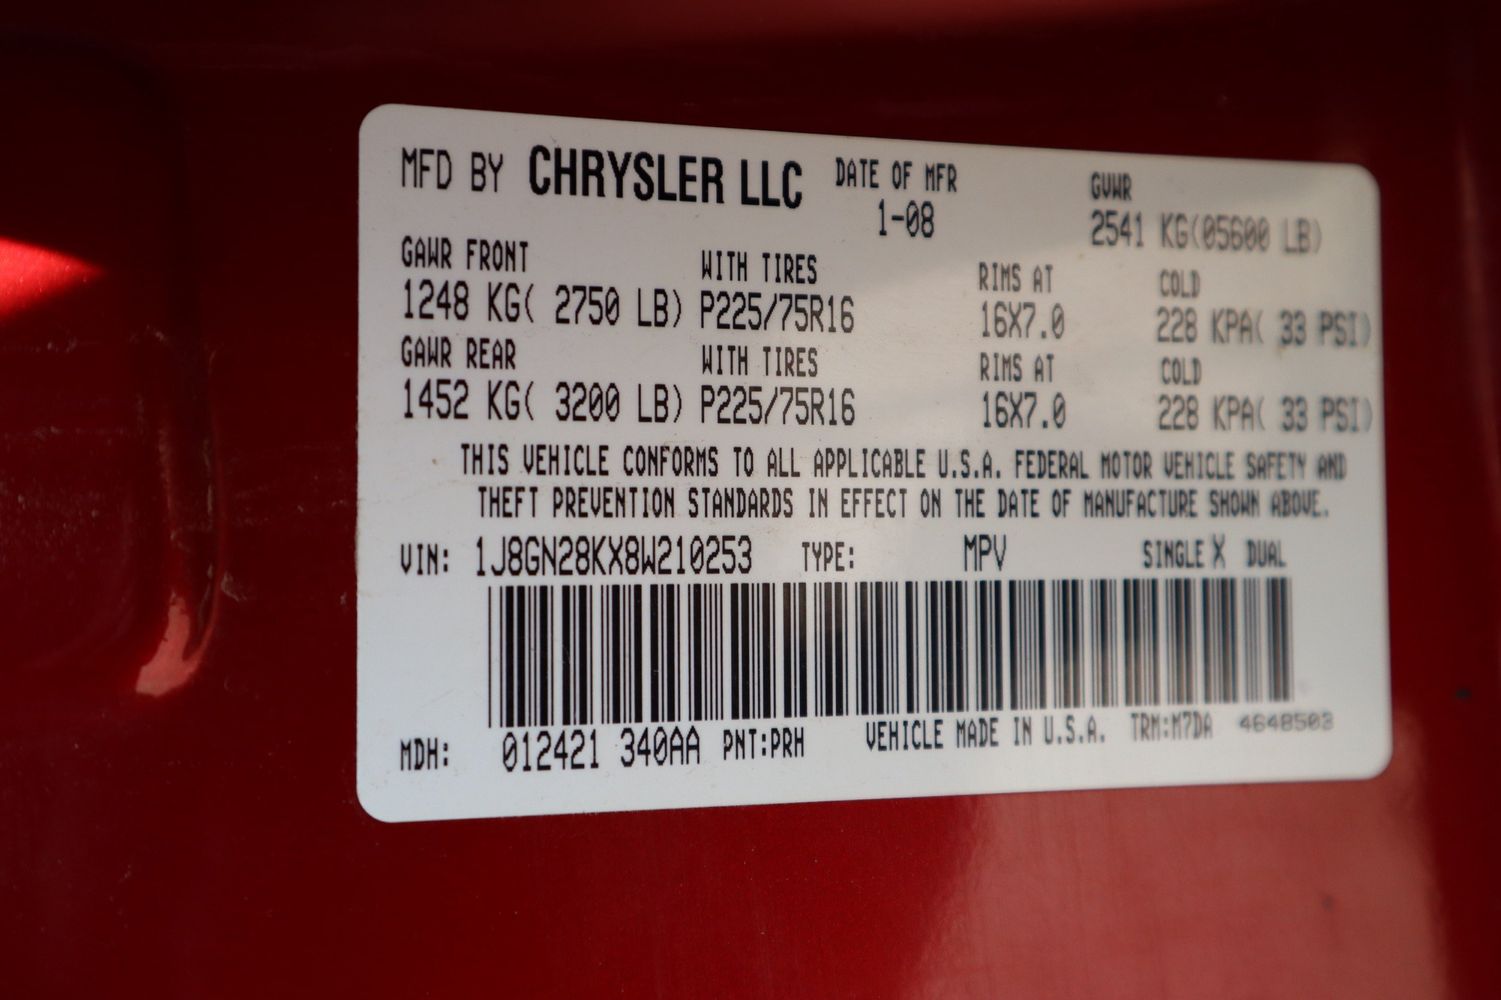 MFD BY CHRYSLER LLC DATE OF MFR GVWR
1-08 2541 KG(05600 LB)
GAWR FRONT WITH TIRES RIMS AT COLD
1248 KG( 2750 LB) P225/75R16 16X7.0 228 KPA( 33 PSI)
GAWR REAR WITH TIRES RIMS AT COLD
1452 KG( 3200 LB) P225/75R16 16X7.0 228 KPA( 33 PSI)
THIS VEHICLE CONFORMS TO ALL APPLICABLE U.S.A. FEDERAL MOTOR VEHICLE SAFETY AND
THEFT PREVENTION STANDARDS IN EFFECT ON THE DATE OF MANUFACTURE SHOWN ABOVE.
VIN: 1J8GN28KX8W210253 TYPE: MPV SINGLE X DUAL
MDH: 012421 340AA PNT:PRH VEHICLE MADE IN U.S.A. TRM:M7DA 4648503